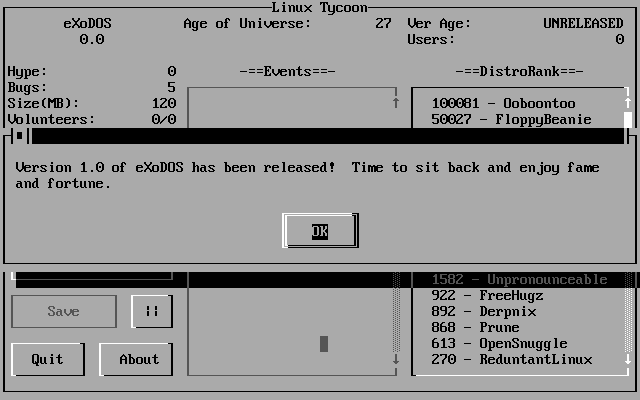 Linux Tycoon
eXoDOS Age of Universe: 27 Ver Age: UNRELEASED
0.0 Users: 0
Hype: 0 -==Events==- -==DistroRank==-
Bugs: 5
Size(MB): 120 100081 - Ooboontoo
Volunteers: 0/0 50027 - FloppyBeanie
Version 1.0 of eXoDOS has been released! Time to sit back and enjoy fame
and fortune.
OK
1582 - Unpronounceable
922 - FreeHugz
Save || 892 - Derpnix
868 - Prune
613 - OpenSnuggle
Quit About 270 - ReduntantLinux